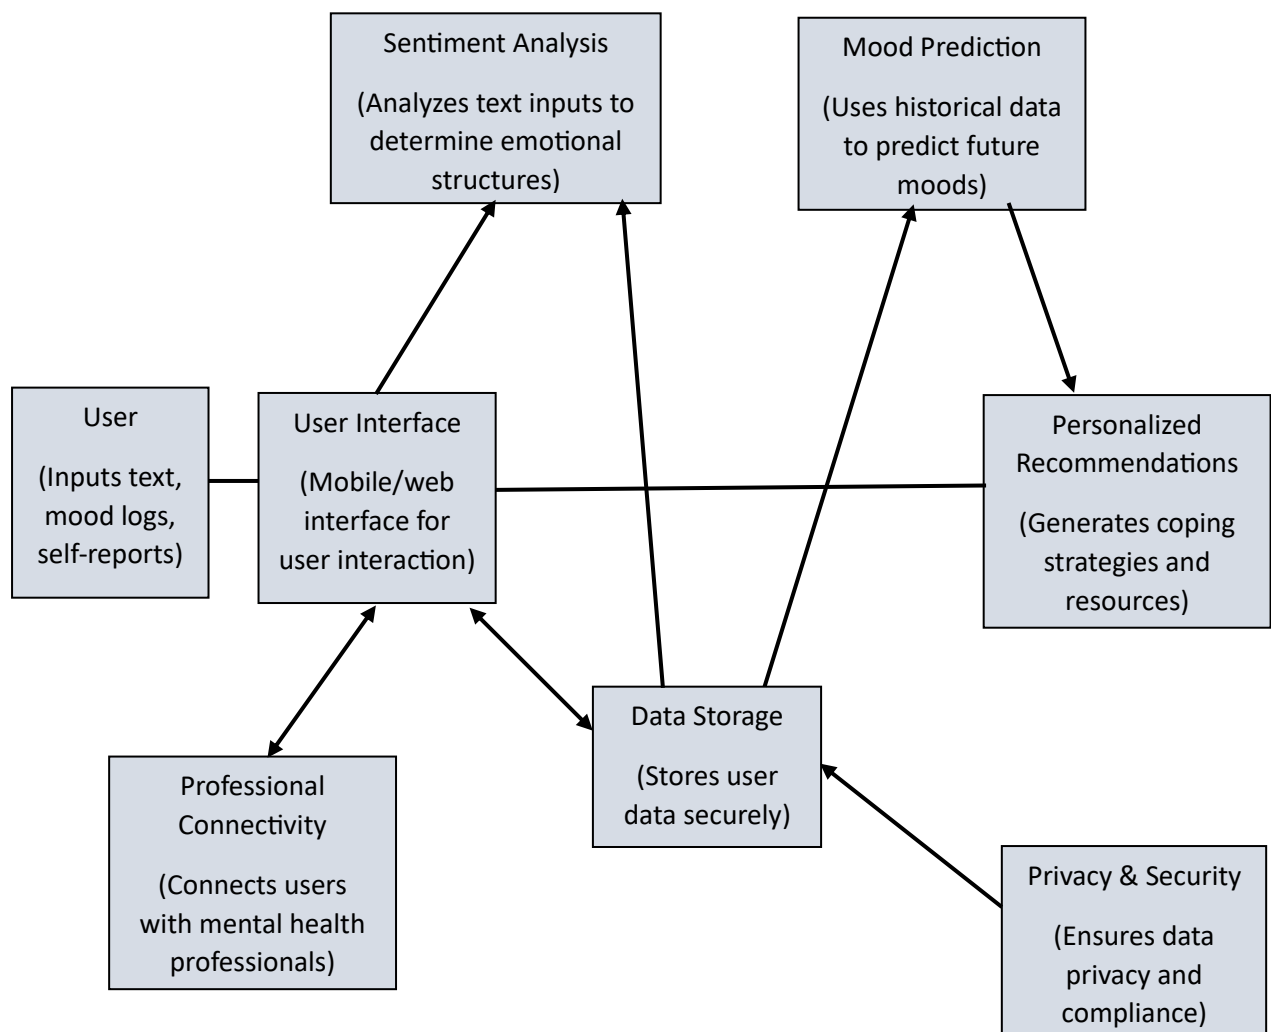 Sentiment Analysis
(Analyzes text inputs to
determine emotional
structures)
Mood Prediction
(Uses historical data
to predict future
moods)
User
(Inputs text,
mood logs,
self-reports)
User Interface
(Mobile/web
interface for
user interaction)
Personalized
Recommendations
(Generates coping
strategies and
resources)
Professional
Connectivity
(Connects users
with mental health
professionals)
Data Storage
(Stores user
data securely)
Privacy & Security
(Ensures data
privacy and
compliance)